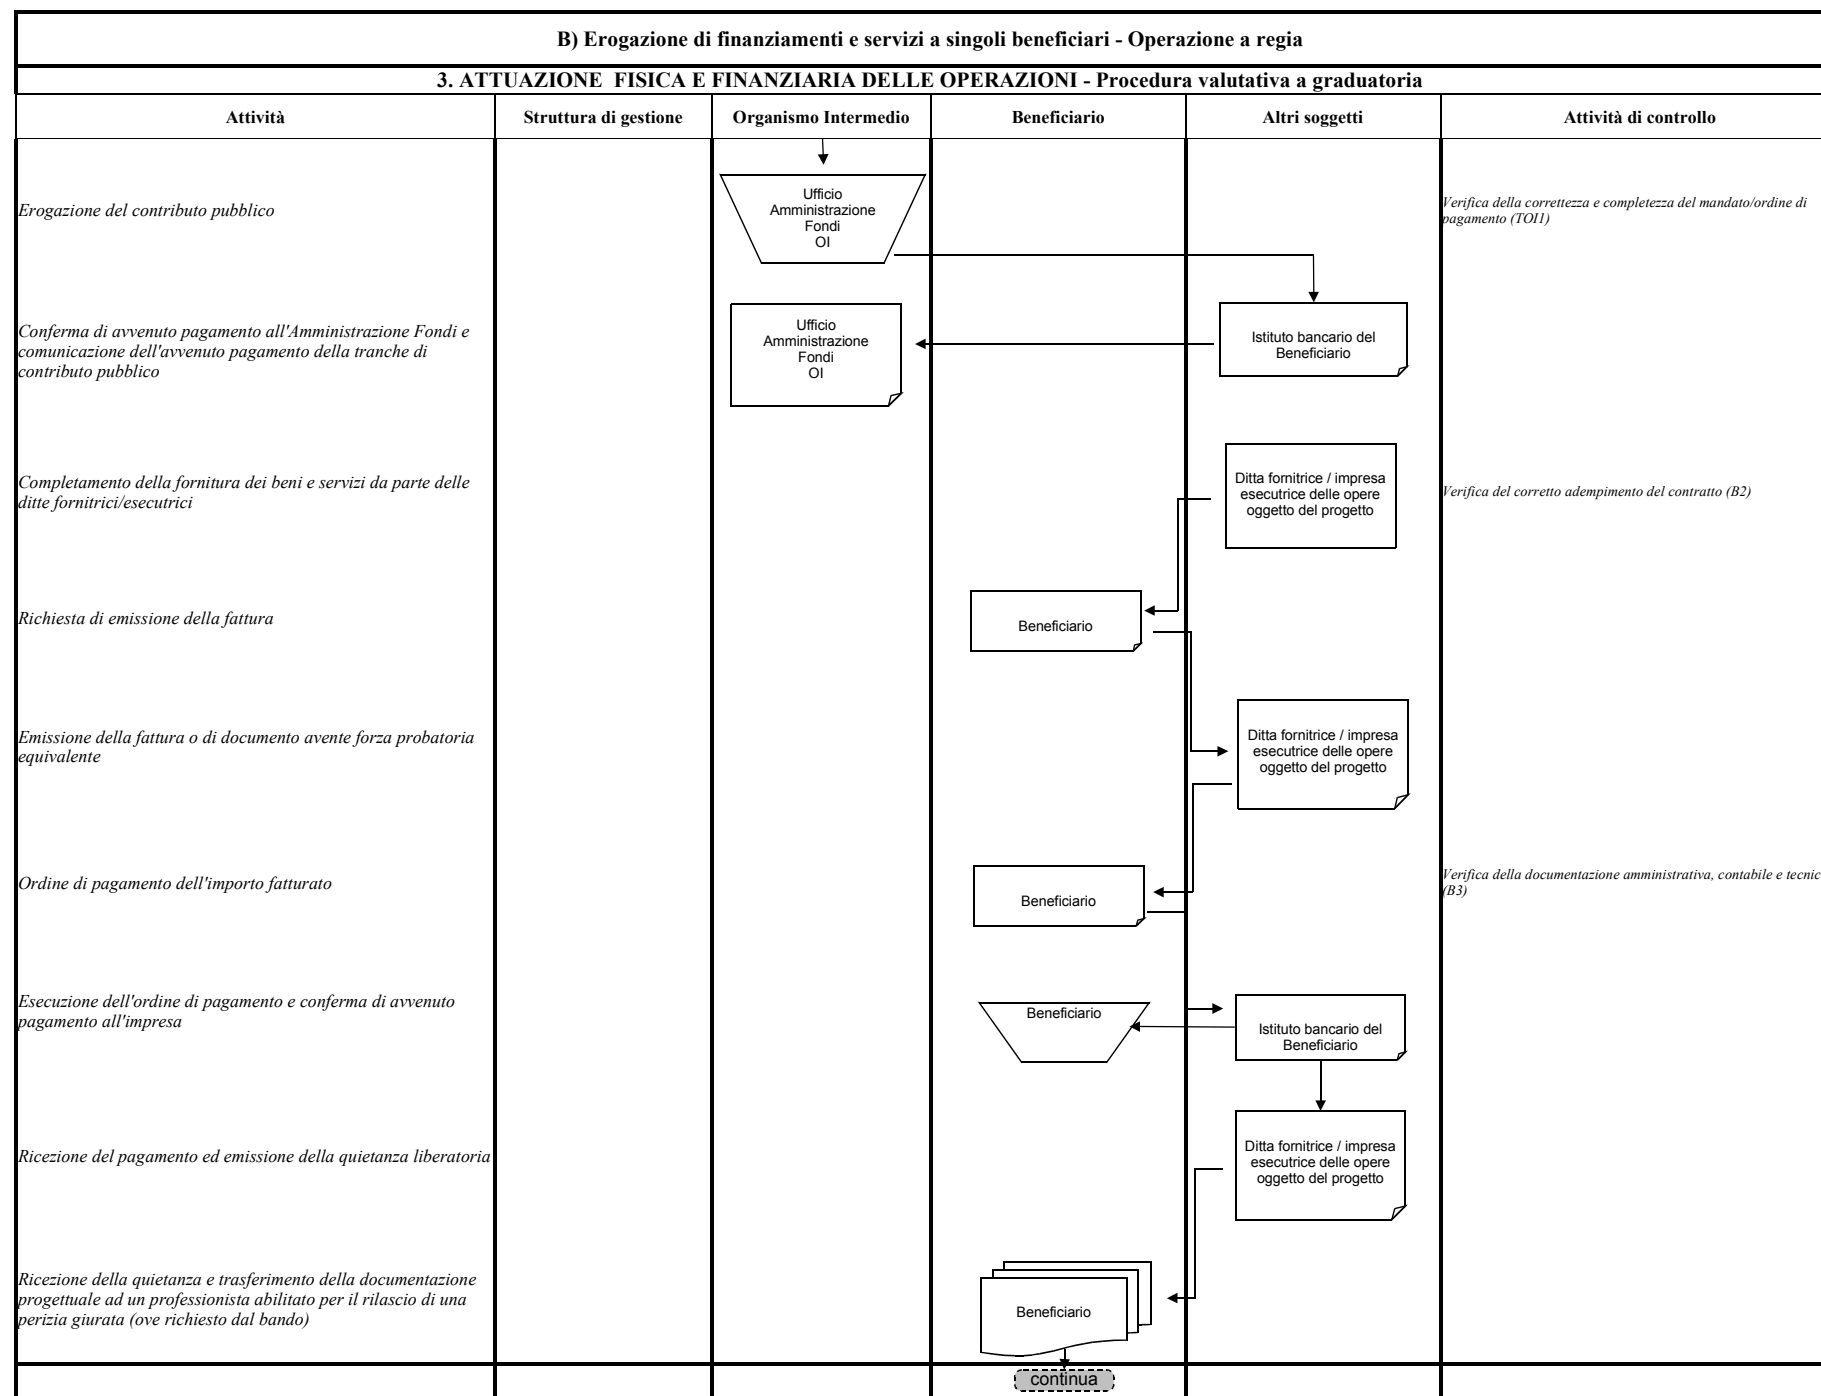 B) Erogazione di finanziamenti e servizi a singoli beneficiari - Operazione a regia
3. ATTUAZIONE  FISICA E FINANZIARIA DELLE OPERAZIONI - Procedura valutativa a graduatoria
Attività
Struttura di gestione
Organismo Intermedio
Beneficiario
Altri soggetti
Attività di controllo
Erogazione del contributo pubblico
Ufficio
Amministrazione
Fondi
OI
Verifica della correttezza e completezza del mandato/ordine di
pagamento (TOI1)
Conferma di avvenuto pagamento all'Amministrazione Fondi e
comunicazione dell'avvenuto pagamento della tranche di
contributo pubblico
Ufficio
Amministrazione
Fondi
OI
Istituto bancario del
Beneficiario
Completamento della fornitura dei beni e servizi da parte delle
ditte fornitrici/esecutrici
Ditta fornitrice / impresa
esecutrice delle opere
oggetto del progetto
Verifica del corretto adempimento del contratto (B2)
Richiesta di emissione della fattura
Beneficiario
Emissione della fattura o di documento avente forza probatoria
equivalente
Ditta fornitrice / impresa
esecutrice delle opere
oggetto del progetto
Ordine di pagamento dell'importo fatturato
Beneficiario
Verifica della documentazione amministrativa, contabile e tecnic
(B3)
Esecuzione dell'ordine di pagamento e conferma di avvenuto
pagamento all'impresa
Beneficiario
Istituto bancario del
Beneficiario
Ricezione del pagamento ed emissione della quietanza liberatoria
Ditta fornitrice / impresa
esecutrice delle opere
oggetto del progetto
Ricezione della quietanza e trasferimento della documentazione
progettuale ad un professionista abilitato per il rilascio di una
perizia giurata (ove richiesto dal bando)
Beneficiario
continua